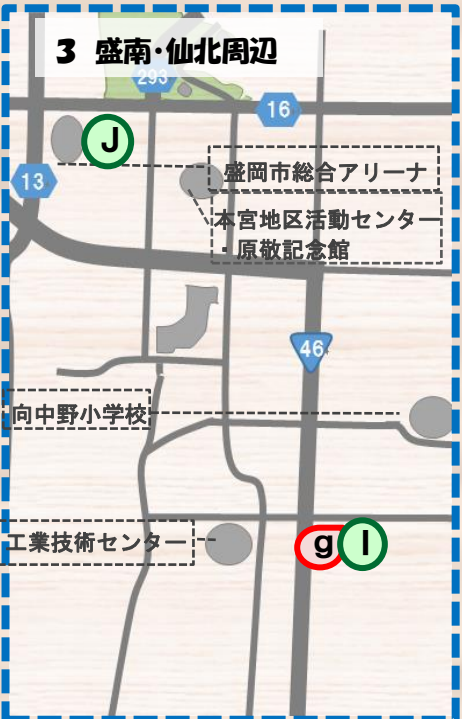 3 盛南・仙北周辺
293
16
J
13
盛岡市総合アリーナ
本宮地区活動センター
・原敬記念館
46
向中野小学校
工業技術センター
g
I